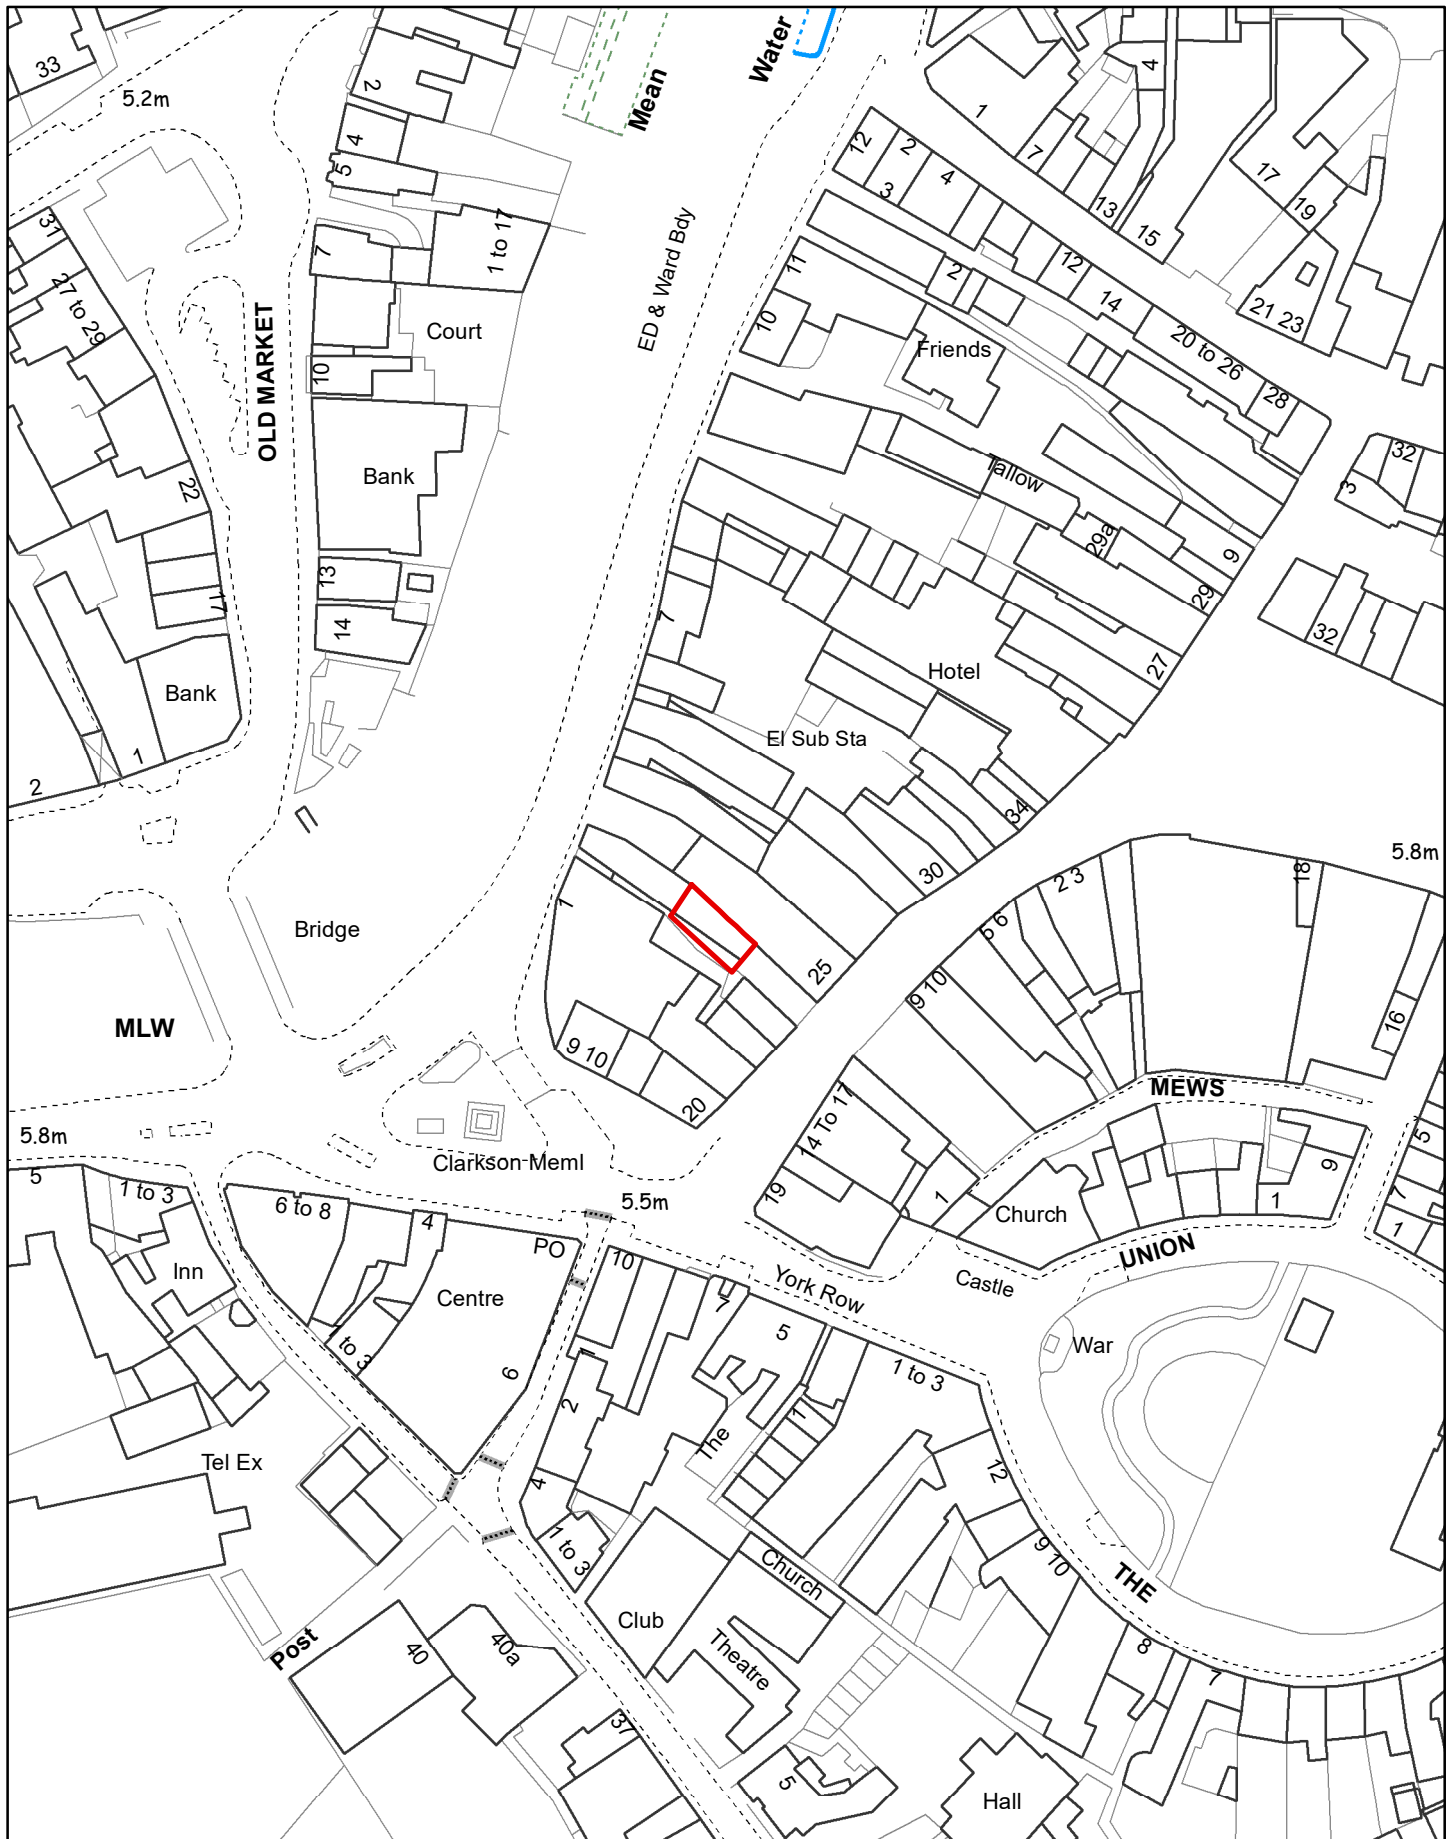 33
5.2m
2
4
5
7
1 to 17
Mean
Water
ED & Ward Bdy
12
2
3
4
1
7
13
15
4
17
19
21 23
12
14
20 to 26
28
32
3
31
27 to 29
OLD MARKET
Court
10
Bank
22
17
13
14
Bank
1
2
11
10
2
Friends
Tallow
29a
9
29
27
32
7
Hotel
El Sub Sta
34
30
25
1
9 10
20
5.8m
18
2 3
5 6
9 10
16
Bridge
MLW
5.8m
Clarkson Meml
5.5m
14 To 17
19
1
MEWS
Church
1
9
5
7
1
UNION
Castle
York Row
5
1 to 3
Inn
6 to 8
4
PO
Centre
to 3
6
10
7
5
1
2
4
1 to 3
The
1
1 to 3
War
12
9 10
THE
8
7
Tel Ex
Post
40
40a
Club
Church
Theatre
37
5
Hall